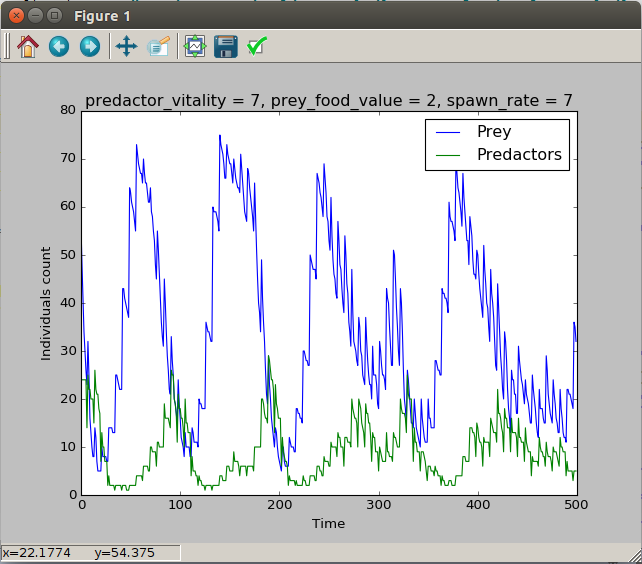 Figure 1
predactor_vitality = 7, prey_food_value = 2, spawn_rate = 7
Prey
Predactors
80
70
60
50
40
30
20
10
0
Individuals count
0 100 200 300 400 500
Time
x=22.1774 y=54.375